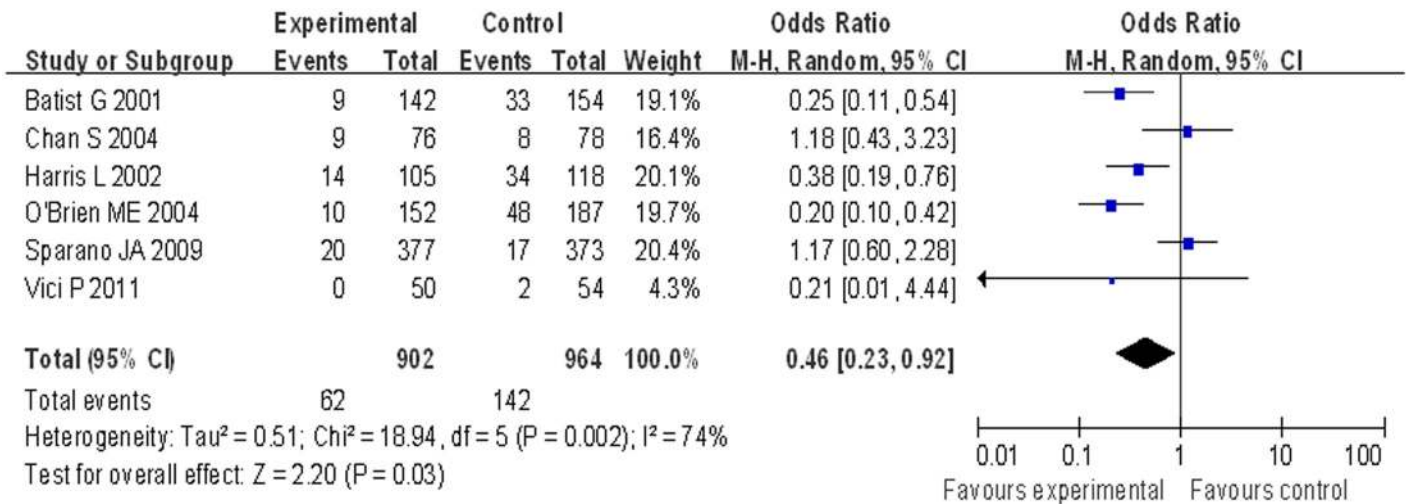 Experimental Control Odds Ratio Odds Ratio
Study or Subgroup Events Total Events Total Weight M-H, Random, 95% CI M-H, Random, 95% CI
Batist G 2001 9 142 33 154 19.1% 0.25 [0.11, 0.54]
Chan S 2004 9 76 8 78 16.4% 1.18 [0.43, 3.23]
Harris L 2002 14 105 34 118 20.1% 0.38 [0.19, 0.76]
O'Brien ME 2004 10 152 48 187 19.7% 0.20 [0.10, 0.42]
Sparano JA 2009 20 377 17 373 20.4% 1.17 [0.60, 2.28]
Vici P 2011 0 50 2 54 4.3% 0.21 [0.01, 4.44]
Total (95% CI) 902 964 100.0% 0.46 [0.23, 0.92]
Total events 62 142
Heterogeneity: Tau² = 0.51; Chi² = 18.94, df = 5 (P = 0.002); I² = 74%
Test for overall effect: Z = 2.20 (P = 0.03)
0.01 0.1 1 10 100
Favours experimental Favours control